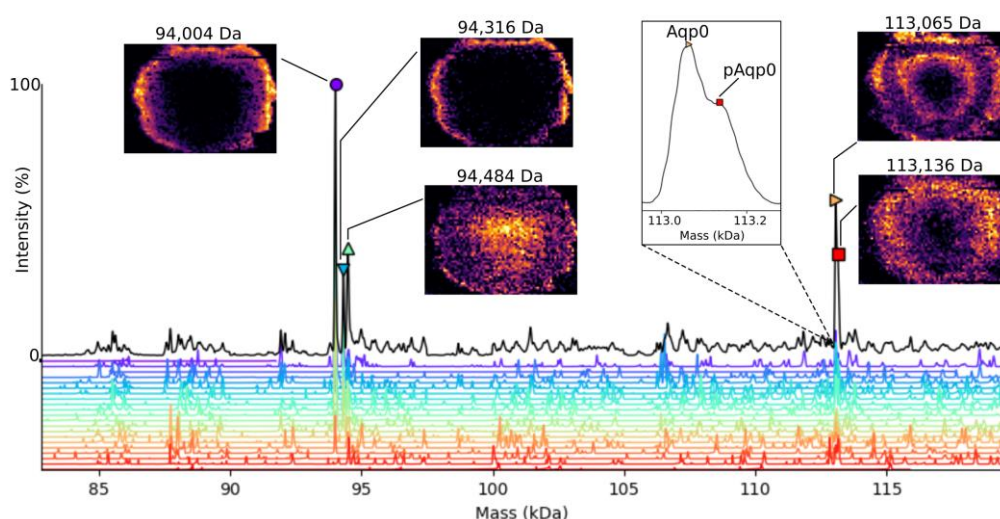 94,004 Da
94,316 Da
94,484 Da
Aqp0
pAqp0
113.0
113.2
Mass (kDa)
113,065 Da
113,136 Da
Intensity (%)
100
0
85
90
95
100
105
110
115
Mass (kDa)